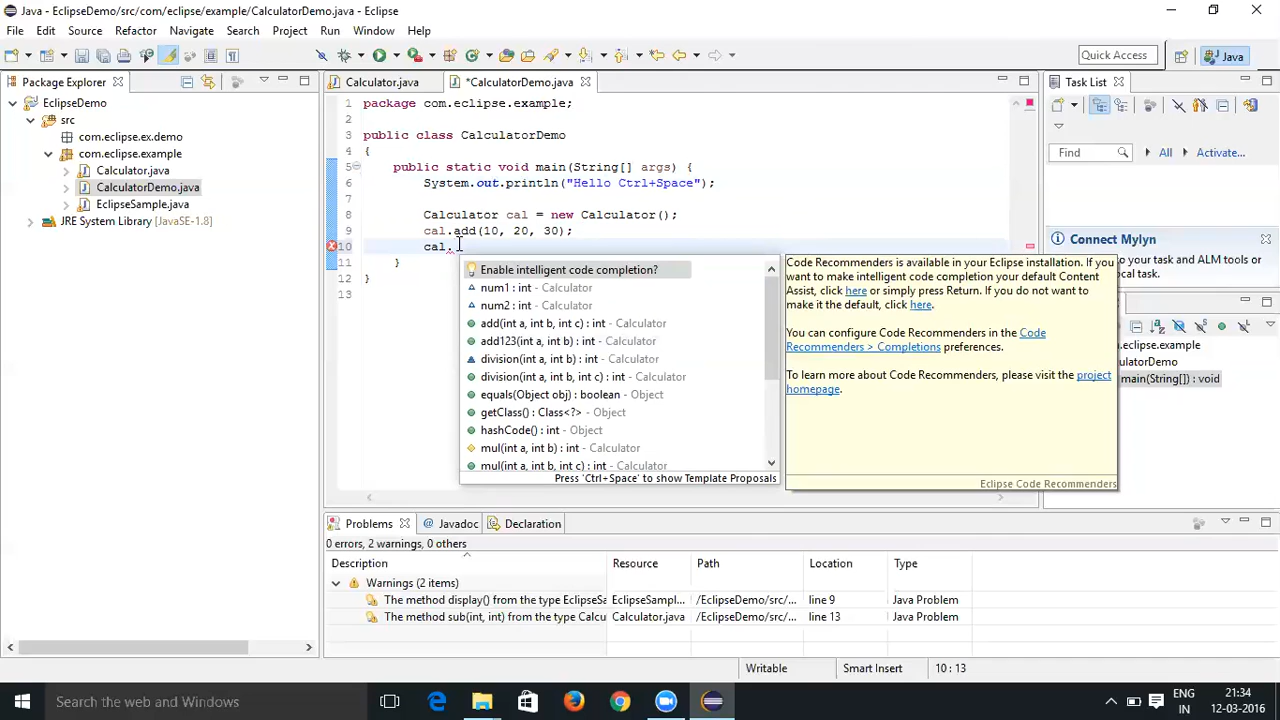 Java - EclipseDemo/src/com/eclipse/example/CalculatorDemo.java - Eclipse
File Edit Source Refactor Navigate Search Project Run Window Help
Quick Access
Java
Package Explorer
EclipseDemo
src
com.eclipse.ex.demo
com.eclipse.example
Calculator.java
CalculatorDemo.java
EclipseSample.java
JRE System Library [JavaSE-1.8]
Calculator.java
*CalculatorDemo.java
1 package com.eclipse.example;
2
3 public class CalculatorDemo
4 {
5 public static void main(String[] args) {
6 System.out.println("Hello Ctrl+Space");
7
8 Calculator cal = new Calculator();
9 cal.add(10, 20, 30);
10 cal.
11 }
12 }
13
Enable intelligent code completion?
num1 : int - Calculator
num2 : int - Calculator
add(int a, int b, int c) : int - Calculator
add123(int a, int b) : int - Calculator
division(int a, int b) : int - Calculator
division(int a, int b, int c) : int - Calculator
equals(Object obj) : boolean - Object
getClass() : Class<?> - Object
hashCode() : int - Object
mul(int a, int b) : int - Calculator
mul(int a, int b, int c) : int - Calculator
Press 'Ctrl+Space' to show Template Proposals
Code Recommenders is available in your Eclipse installation. If you
want to make intelligent code completion your default Content
Assist, click here or simply press Return. If you do not want to
make it the default, click here.
You can configure Code Recommenders in the Code
Recommenders > Completions preferences.
To learn more about Code Recommenders, please visit the project
homepage.
Eclipse Code Recommenders
Task List
Find
All
Activate...
Connect Mylyn
task and ALM tools or
cal task.
.eclipse.example
ulatorDemo
main(String[]) : void
Problems
@ Javadoc
Declaration
0 errors, 2 warnings, 0 others
Description Resource Path Location Type
Warnings (2 items)
The method display() from the type EclipseSa EclipseSampl... /EclipseDemo/src/... line 9 Java Problem
The method sub(int, int) from the type Calcu Calculator.java /EclipseDemo/src/... line 13 Java Problem
Writable
Smart Insert
10 : 13
Search the web and Windows
ENG
IN
21:34
12-03-2016